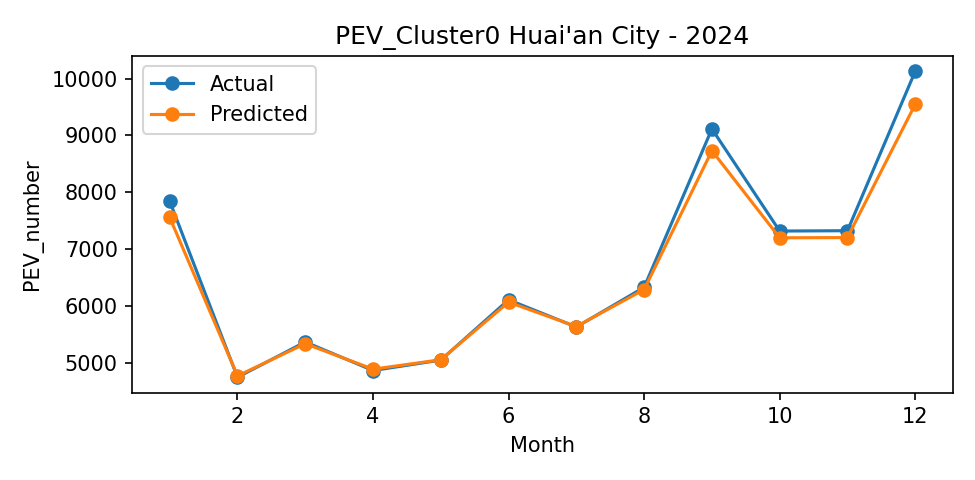 PEV_Cluster0 Huai'an City - 2024
Actual
Predicted
10000
9000
8000
7000
6000
5000
PEV_number
2 4 6 8 10 12
Month